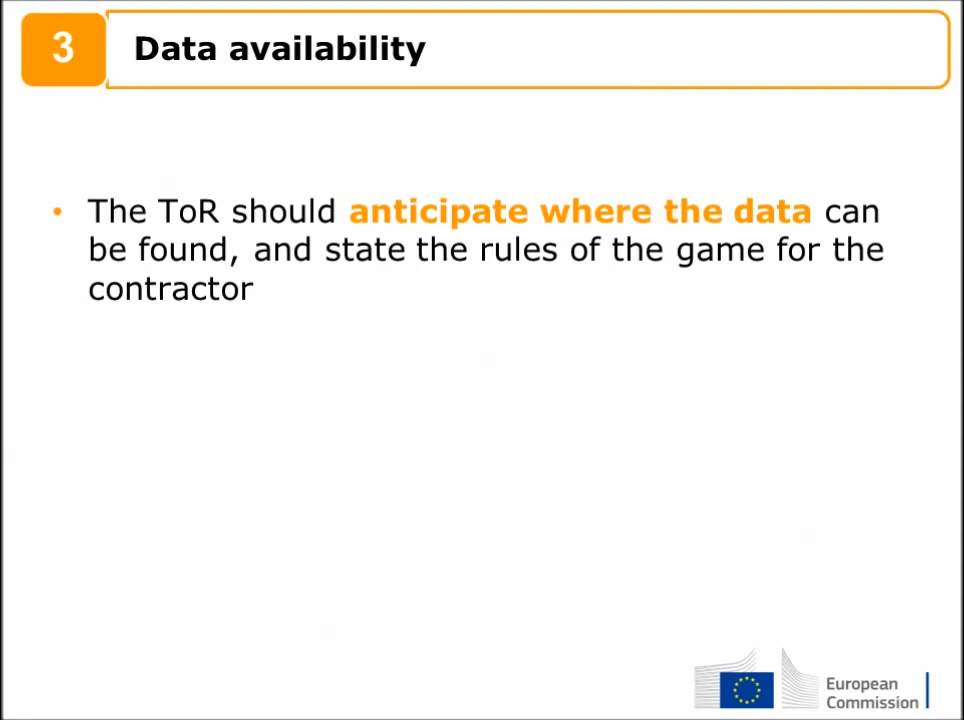 3
Data availability
• The ToR should anticipate where the data can
be found, and state the rules of the game for the
contractor
European
Commission